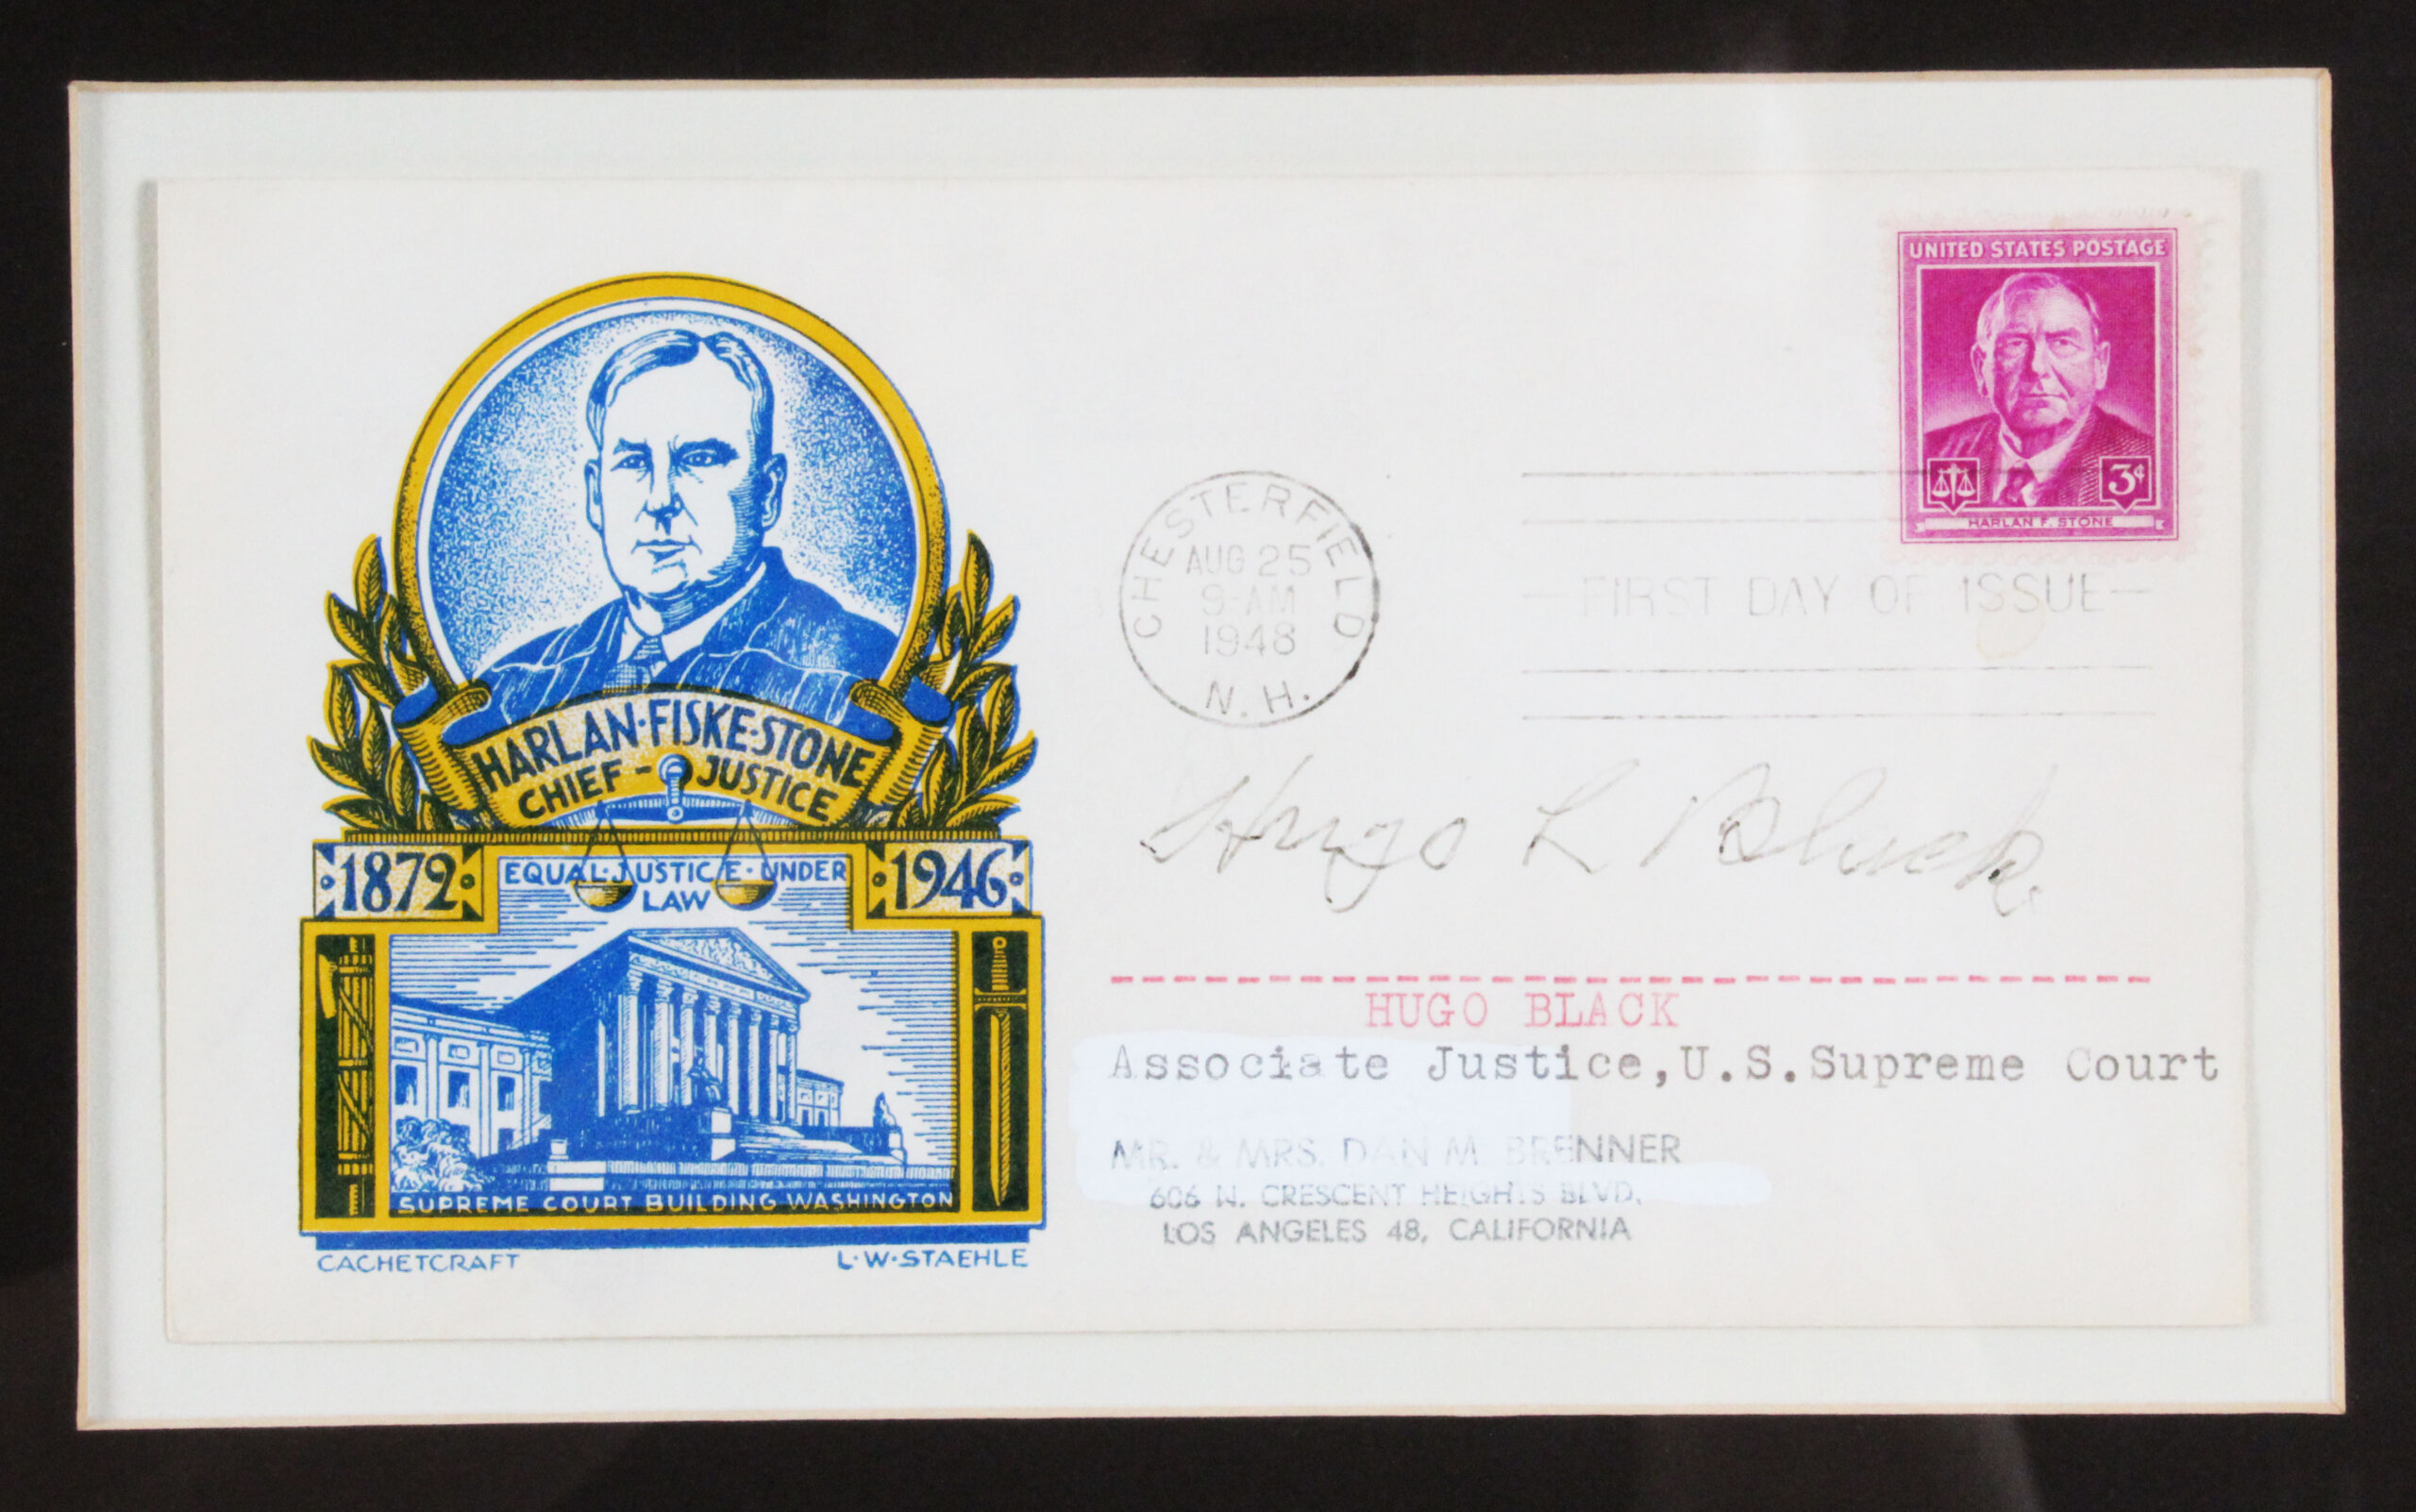 UNITED STATES POSTAGE
3¢
HARLAN F. STONE
CHESTERFIELD
AUG 25
9-AM
1948
N. H.
FIRST DAY OF ISSUE
HARLAN·FISKE·STONE
CHIEF - JUSTICE
1872
EQUAL·JUSTICE·UNDER
LAW
1946
SUPREME COURT BUILDING WASHINGTON
CACHETCRAFT
L·W·STAEHLE
Hugo L Black
HUGO BLACK
Associate Justice,U.S.Supreme Court
MR. & MRS. DAN M. BRENNER
606 N. CRESCENT HEIGHTS BLVD.
LOS ANGELES 48, CALIFORNIA